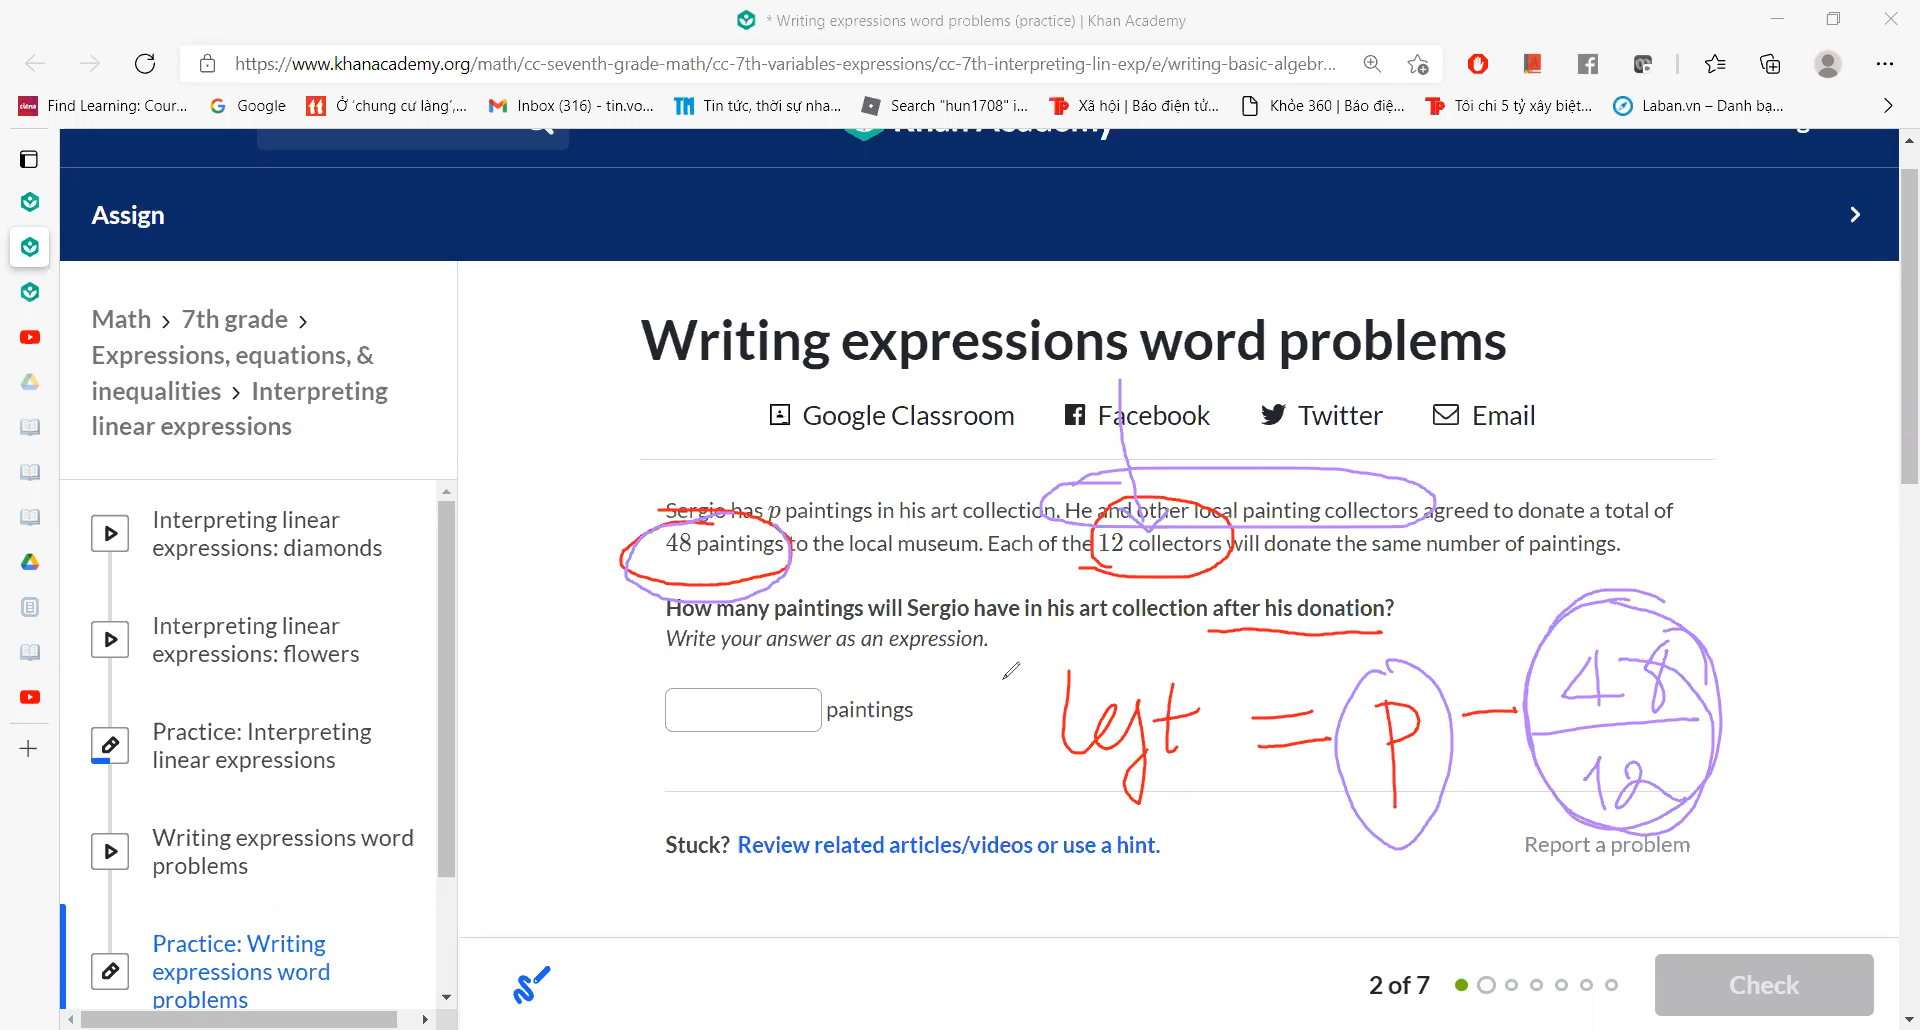 * Writing expressions word problems (practice) | Khan Academy
https://www.khanacademy.org/math/cc-seventh-grade-math/cc-7th-variables-expressions/cc-7th-interpreting-lin-exp/e/writing-basic-algebr...
Find Learning: Cour...
Google
Ở 'chung cư làng',...
Inbox (316) - tin.vo...
Tin tức, thời sự nha...
Search "hun1708" i...
Xã hội | Báo điện tử...
Khỏe 360 | Báo điệ...
Tôi chi 5 tỷ xây biệt...
Laban.vn – Danh bạ...
Khan Academy
Assign
Math › 7th grade ›
Expressions, equations, &
inequalities › Interpreting
linear expressions
Interpreting linear
expressions: diamonds
Interpreting linear
expressions: flowers
Practice: Interpreting
linear expressions
Writing expressions word
problems
Practice: Writing
expressions word
problems
Writing expressions word problems
Google Classroom
Facebook
Twitter
Email
Sergio has p paintings in his art collection. He and other local painting collectors agreed to donate a total of
48 paintings to the local museum. Each of the 12 collectors will donate the same number of paintings.
How many paintings will Sergio have in his art collection after his donation?
Write your answer as an expression.
paintings
left = P - 48
12
Stuck? Review related articles/videos or use a hint.
Report a problem
2 of 7
Check